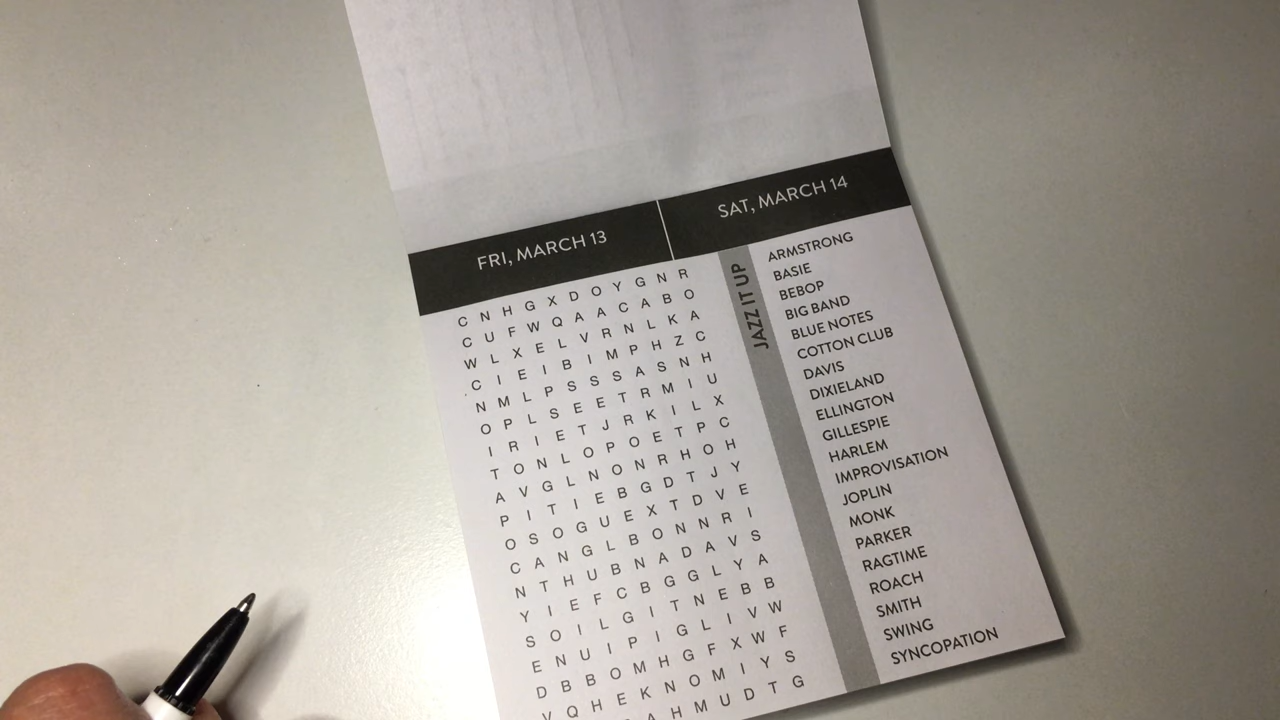 FRI, MARCH 13
SAT, MARCH 14
C N H G X D O Y G N R
C U F W Q A A C A B O
W L X E L V R N L K A
C I E I B I M P H Z C
N M L P S S S A S N H
O P L S E E T R M I U
I R I E T J R K I L X
T O N L O P O E T P C
A V G L N O N R H O H
P I T I E B G D T J Y
O S O G U E X T D V E
C A N G L B O N N R I
N T H U B N A D A V S
Y I E F C B G G L Y A
S O I L G I T N E B B
E N U I P I G L I V W
D B B O M H G F X W F
V Q H E K N O M I Y S
A H M U D T G
JAZZ IT UP
ARMSTRONG
BASIE
BEBOP
BIG BAND
BLUE NOTES
COTTON CLUB
DAVIS
DIXIELAND
ELLINGTON
GILLESPIE
HARLEM
IMPROVISATION
JOPLIN
MONK
PARKER
RAGTIME
ROACH
SMITH
SWING
SYNCOPATION